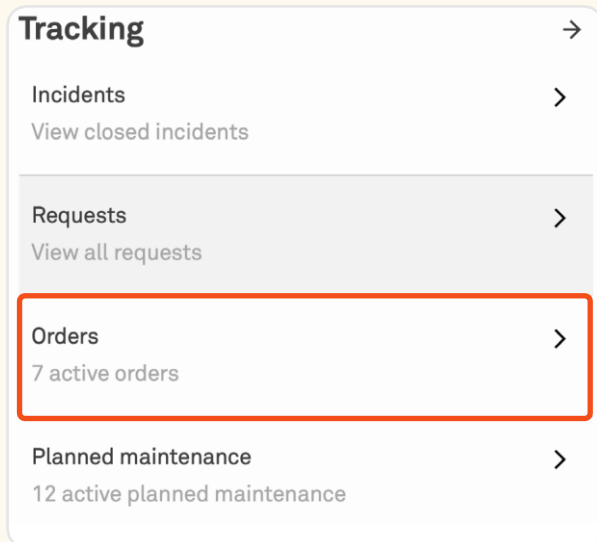 Tracking
Incidents
View closed incidents
Requests
View all requests
Orders
7 active orders
Planned maintenance
12 active planned maintenance